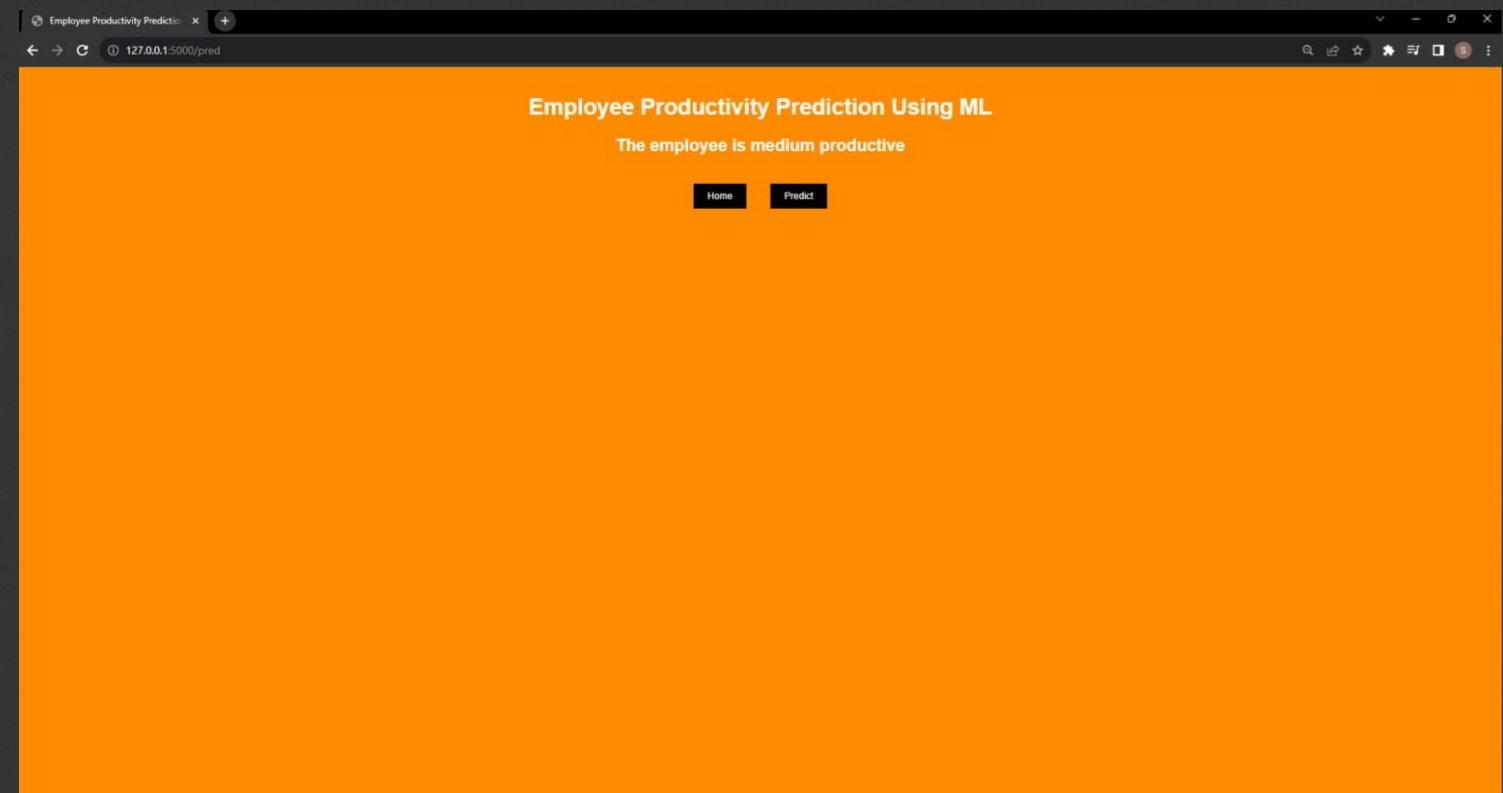 Employee Productivity Predictio
127.0.0.1:5000/pred
S
Employee Productivity Prediction Using ML
The employee is medium productive
Home Predict